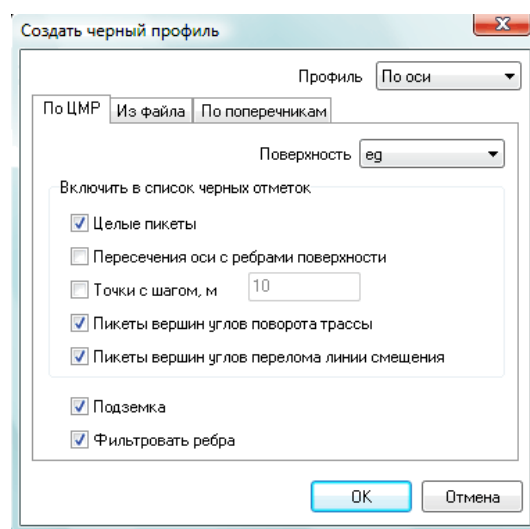 Создать черный профиль
Профиль По оси
По ЦМР Из файла По поперечникам
Поверхность eg
Включить в список черных отметок
Целые пикеты
Пересечения оси с ребрами поверхности
Точки с шагом, м 10
Пикеты вершин углов поворота трассы
Пикеты вершин углов перелома линии смещения
Подземка
Фильтровать ребра
OK Отмена